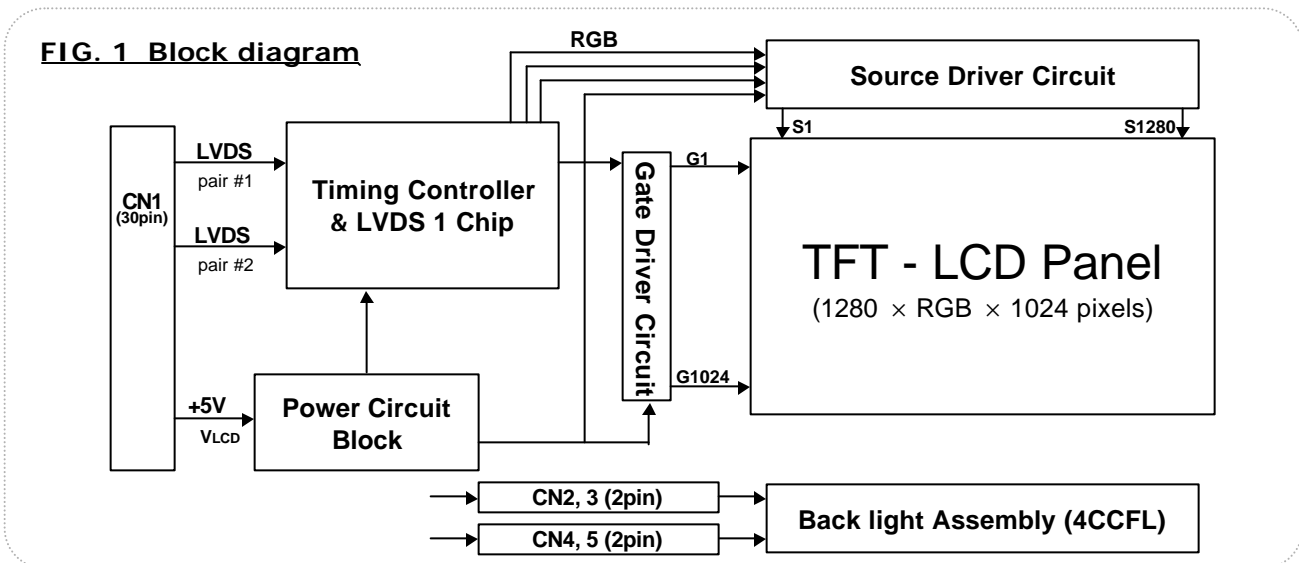 FIG. 1 Block diagram
RGB
Source Driver Circuit
S1
S1280
CN1
(30pin)
LVDS
pair #1
LVDS
pair #2
Timing Controller
& LVDS 1 Chip
Gate Driver Circuit
G1
G1024
TFT - LCD Panel
(1280 × RGB × 1024 pixels)
+5V
VLCD
Power Circuit
Block
CN2, 3 (2pin)
CN4, 5 (2pin)
Back light Assembly (4CCFL)